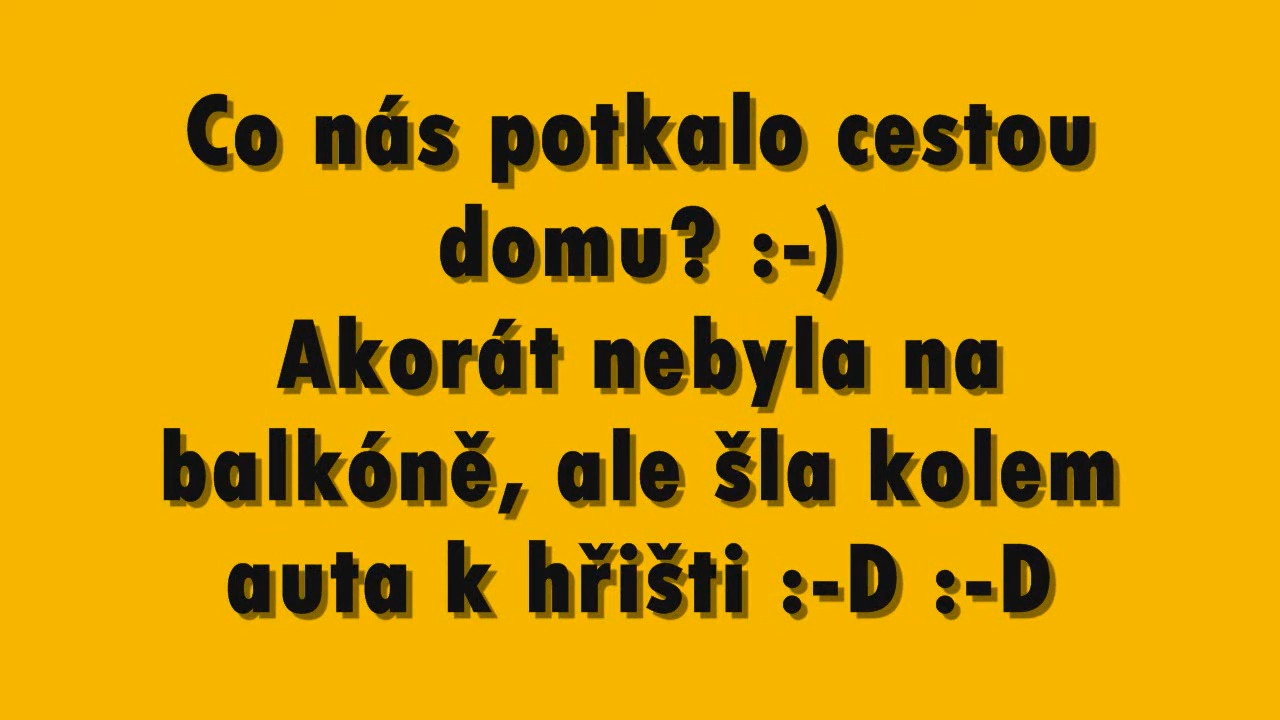 Co nás potkalo cestou
domu? :-)
Akorát nebyla na
balkóně, ale šla kolem
auta k hřišti :-D :-D